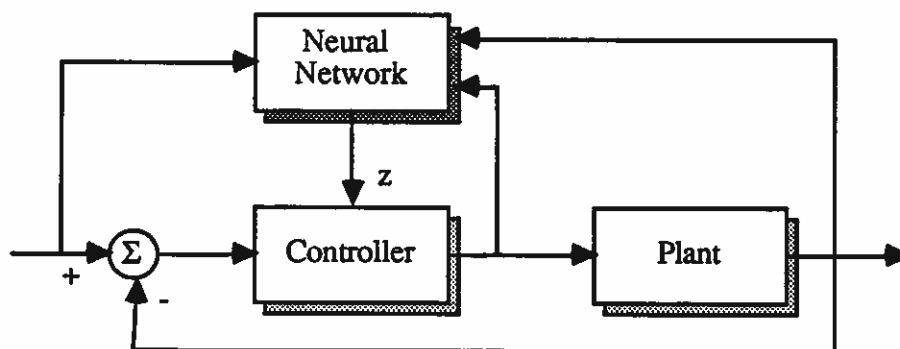 Neural
Network
z
Σ
Controller
Plant
+
-